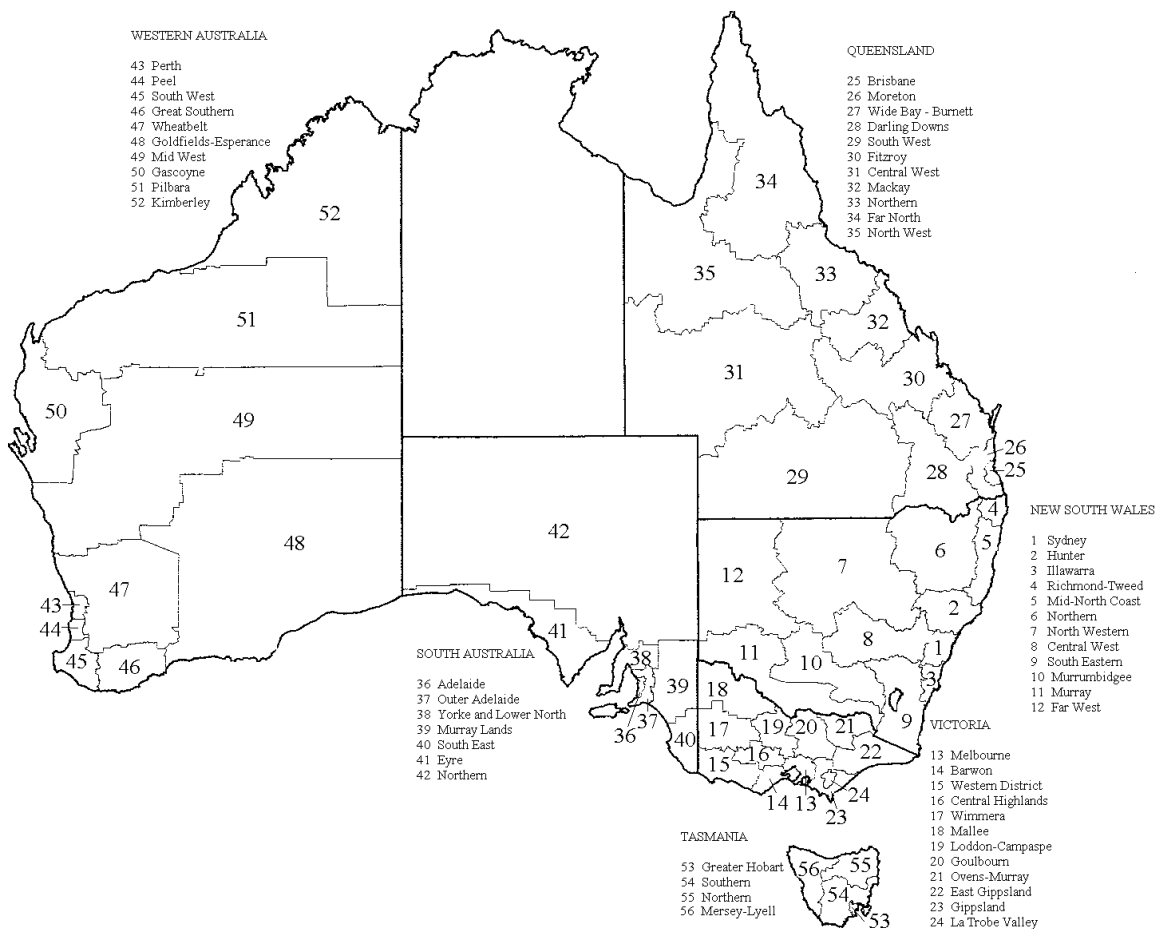 WESTERN AUSTRALIA
43 Perth
44 Peel
45 South West
46 Great Southern
47 Wheatbelt
48 Goldfields-Esperance
49 Mid West
50 Gascoyne
51 Pilbara
52 Kimberley
QUEENSLAND
25 Brisbane
26 Moreton
27 Wide Bay - Burnett
28 Darling Downs
29 South West
30 Fitzroy
31 Central West
32 Mackay
33 Northern
34 Far North
35 North West
NEW SOUTH WALES
1 Sydney
2 Hunter
3 Illawarra
4 Richmond-Tweed
5 Mid-North Coast
6 Northern
7 North Western
8 Central West
9 South Eastern
10 Murrumbidgee
11 Murray
12 Far West
SOUTH AUSTRALIA
36 Adelaide
37 Outer Adelaide
38 Yorke and Lower North
39 Murray Lands
40 South East
41 Eyre
42 Northern
VICTORIA
13 Melbourne
14 Barwon
15 Western District
16 Central Highlands
17 Wimmera
18 Mallee
19 Loddon-Campaspe
20 Goulbourn
21 Ovens-Murray
22 East Gippsland
23 Gippsland
24 La Trobe Valley
TASMANIA
53 Greater Hobart
54 Southern
55 Northern
56 Mersey-Lyell
34
52
35
33
51
32
31
30
50
49
27
26
25
29
28
4
42
48
6
5
12
7
47
43
2
44
41
8
1
38
11
10
45
46
39
3
18
9
37
36
40
17
19
20
21
22
16
15
14
13
24
23
56
55
54
53